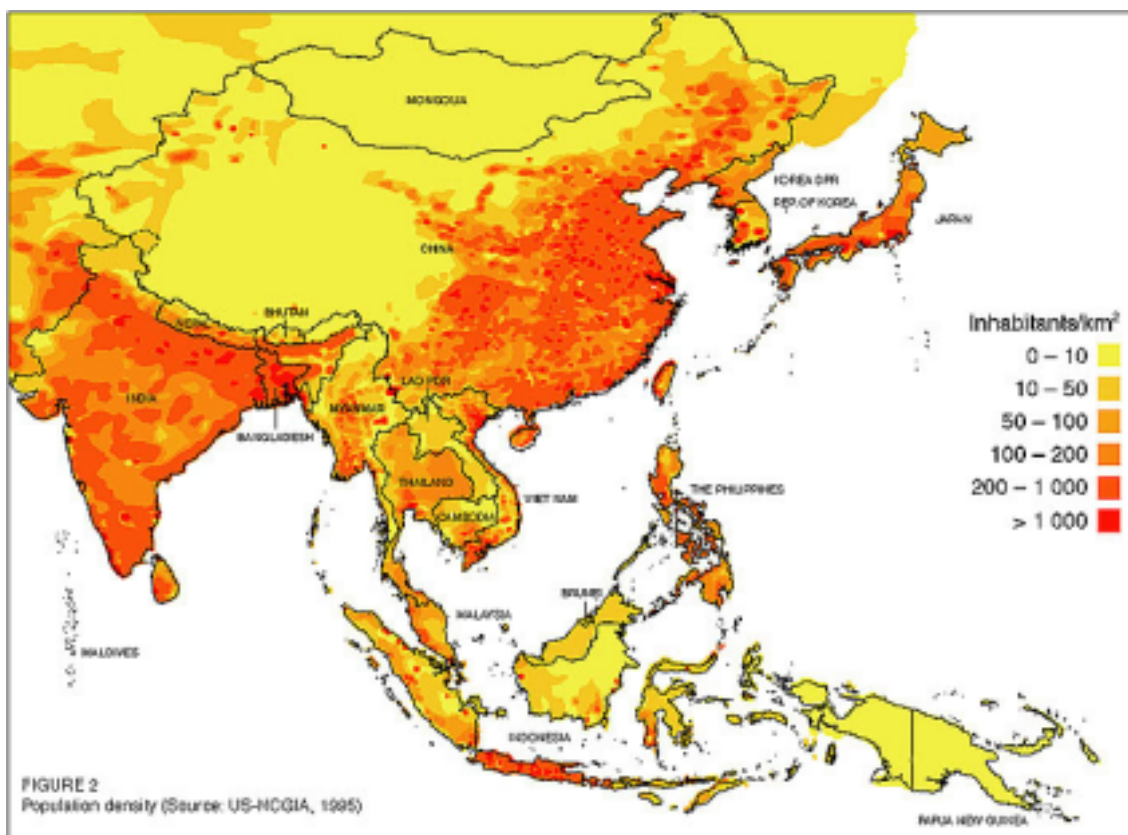 MONGOLIA
KOREA DPR
REP. OF KOREA
JAPAN
CHINA
Inhabitants/km²
0 – 10
10 – 50
50 – 100
100 – 200
200 – 1 000
> 1 000
NEPAL
BHUTAN
LAO PDR
INDIA
MYANMAR
BANGLADESH
THAILAND
VIET NAM
THE PHILIPPINES
CAMBODIA
BRUNEI
MALAYSIA
MALDIVES
INDONESIA
FIGURE 2
Population density (Source: US-NCGIA, 1995)
PAPUA NEW GUINEA